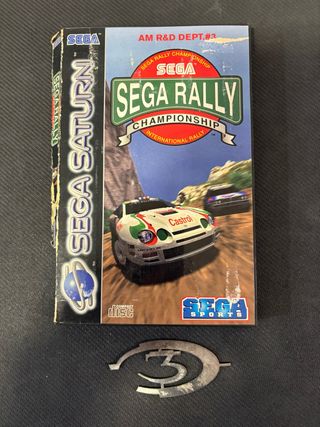 SEGA
AM R&D DEPT.#3
SEGA RALLY CHAMPIONSHIP
SEGA
SEGA RALLY
CHAMPIONSHIP
INTERNATIONAL RALLY
SEGA SATURN
Castrol
COMPACT
disc
SEGA
SPORTS
3